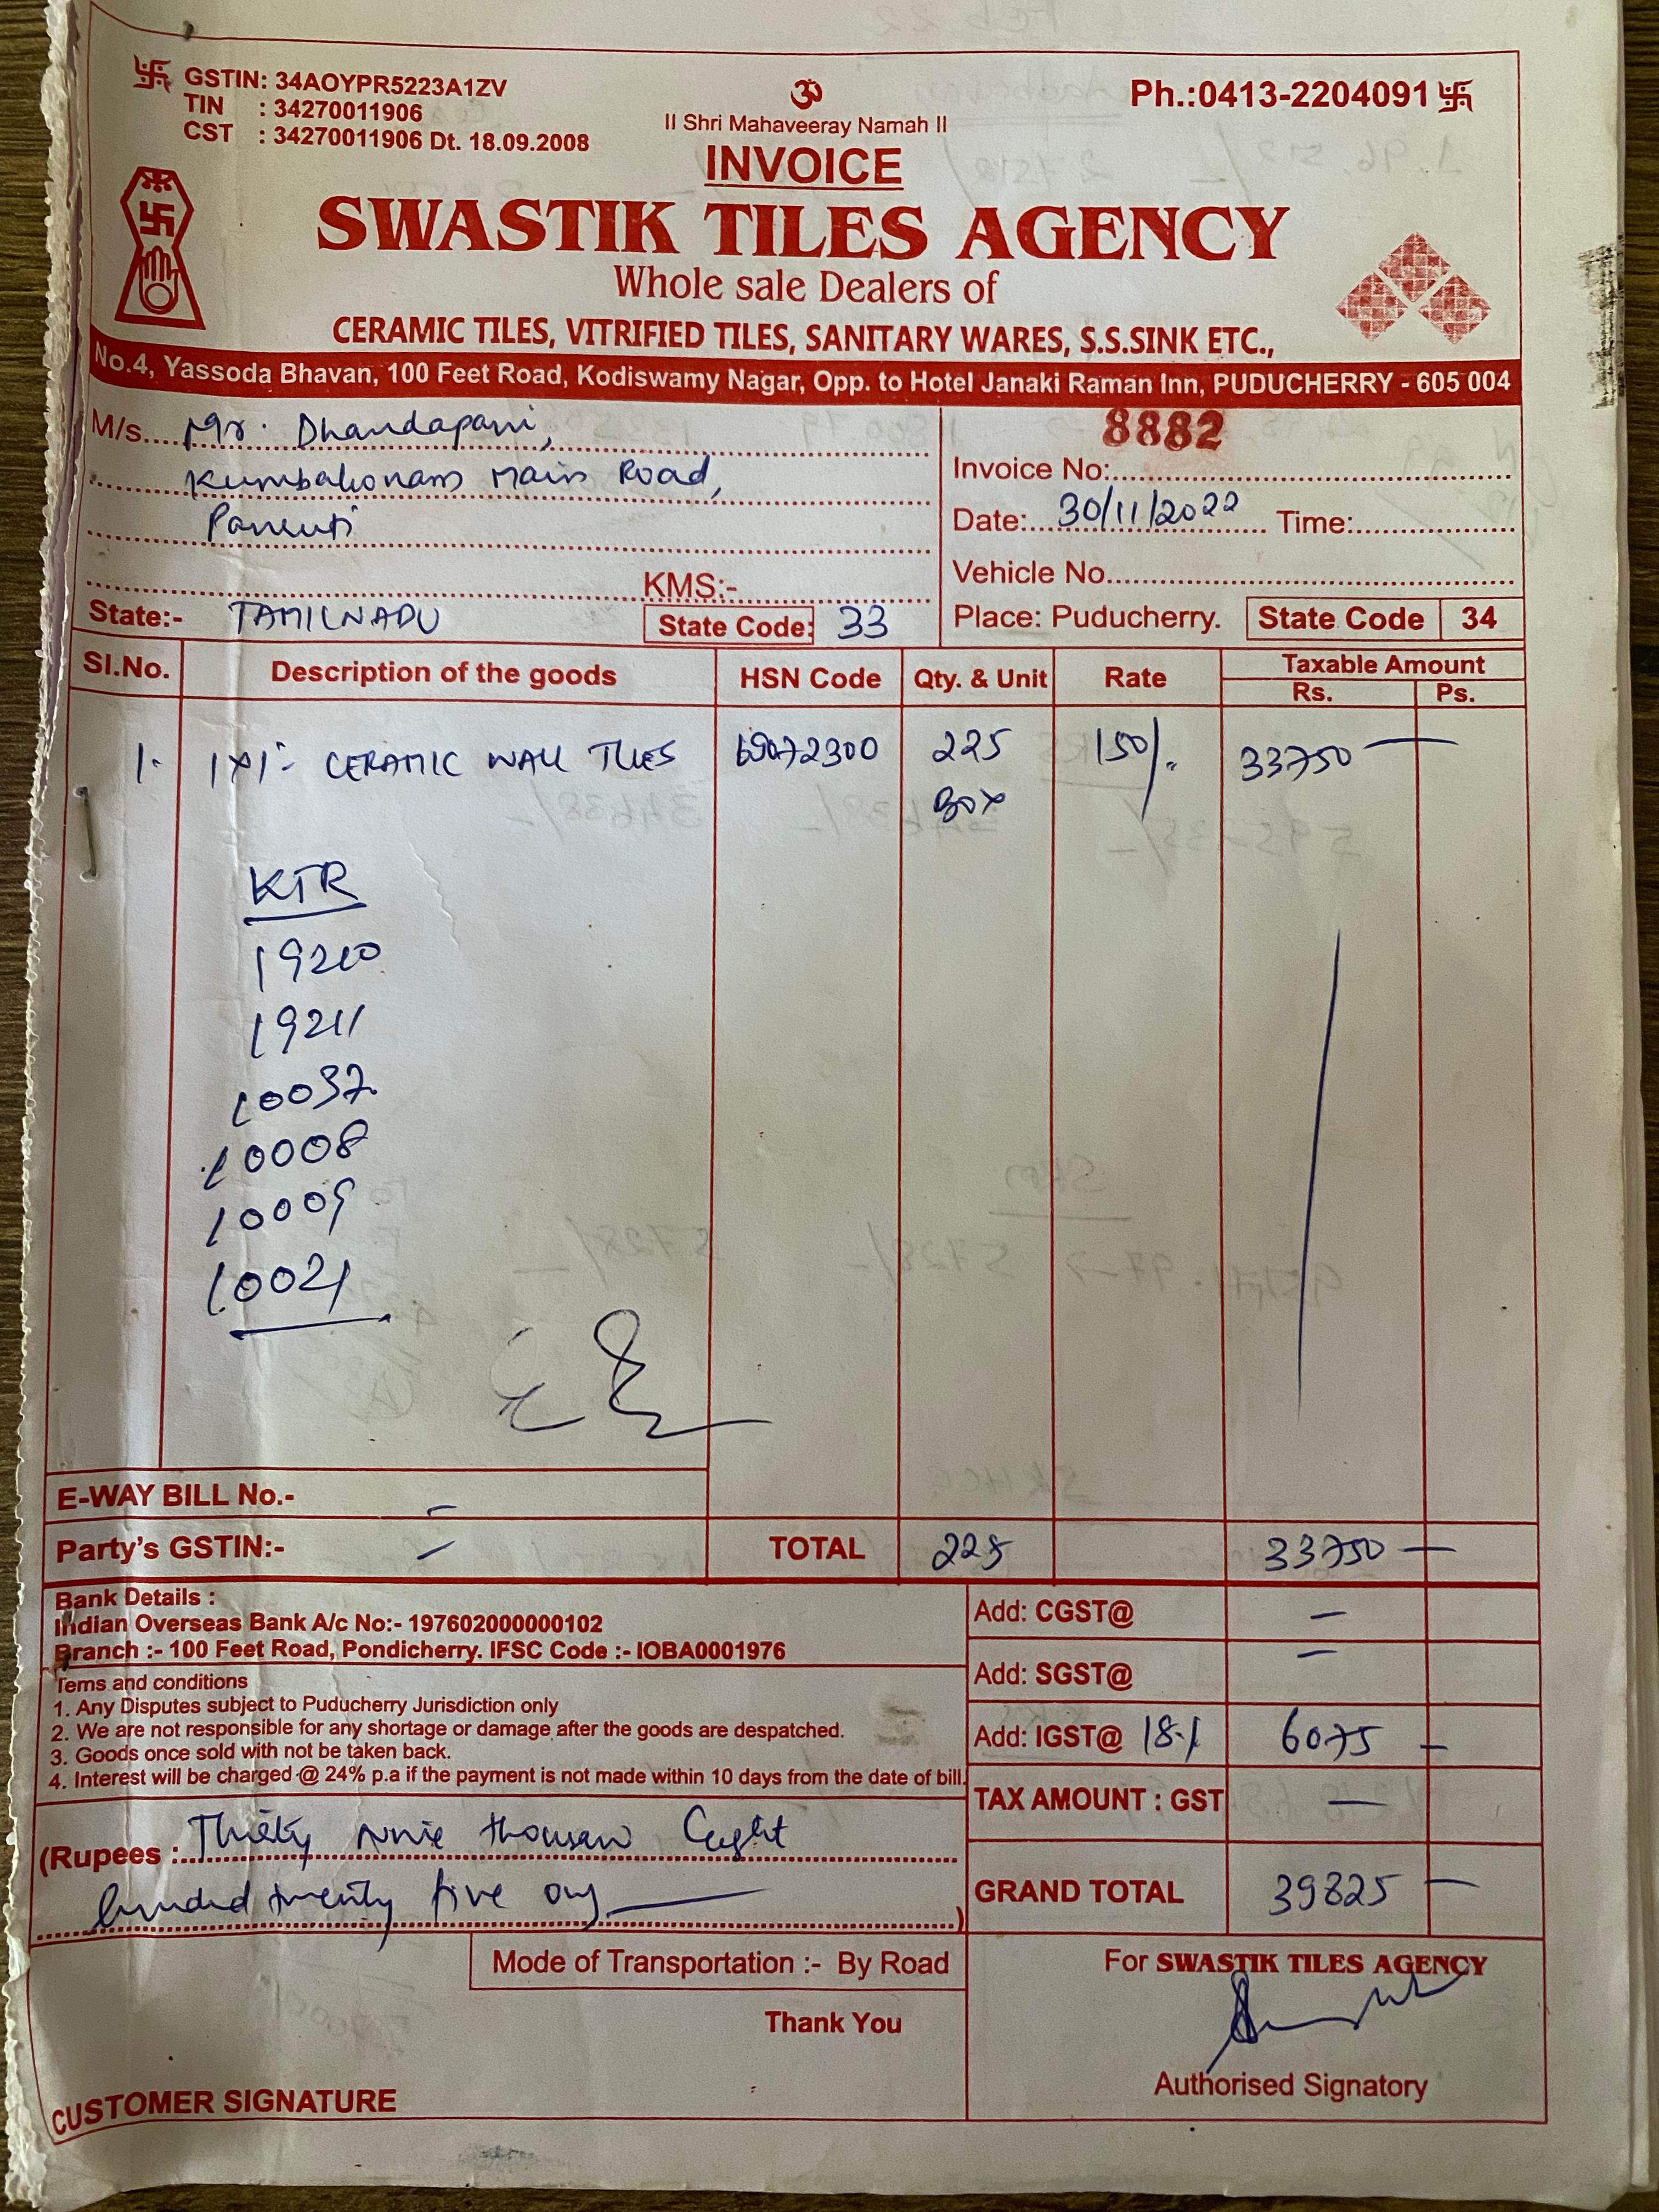 GSTIN: 34AOYPR5223A1ZV
TIN : 34270011906
CST : 34270011906 Dt. 18.09.2008
ॐ
II Shri Mahaveeray Namah II
Ph.:0413-2204091
INVOICE
SWASTIK TILES AGENCY
Whole sale Dealers of
CERAMIC TILES, VITRIFIED TILES, SANITARY WARES, S.S.SINK ETC.,
No.4, Yassoda Bhavan, 100 Feet Road, Kodiswamy Nagar, Opp. to Hotel Janaki Raman Inn, PUDUCHERRY - 605 004
M/s. Mr. Dhandapani,
Kumbakonam Main Road,
Panruti
KMS:-
State:- TAMILNADU State Code: 33
8882
Invoice No:
Date: 30/11/2022 Time:
Vehicle No.
Place: Puducherry. State Code 34
Sl.No. Description of the goods HSN Code Qty. & Unit Rate Taxable Amount
Rs. Ps.
1. 1x1- CERAMIC WALL TILES 69072300 225 150/. 33750 —
BOX
KTR
19210
19211
10037
10008
10009
10021
E-WAY BILL No.- –
Party's GSTIN:- – TOTAL 225 33750 —
Bank Details :
Indian Overseas Bank A/c No:- 197602000000102
Branch :- 100 Feet Road, Pondicherry. IFSC Code :- IOBA0001976
Tems and conditions
1. Any Disputes subject to Puducherry Jurisdiction only
2. We are not responsible for any shortage or damage after the goods are despatched.
3. Goods once sold with not be taken back.
4. Interest will be charged @ 24% p.a if the payment is not made within 10 days from the date of bill.
(Rupees : Thirty Nine thousan Eight
hundred twenty five ony )
Add: CGST@ —
Add: SGST@ —
Add: IGST@ 18% 6075 –
TAX AMOUNT : GST —
GRAND TOTAL 39825 —
Mode of Transportation :- By Road
Thank You
CUSTOMER SIGNATURE
For SWASTIK TILES AGENCY
Authorised Signatory